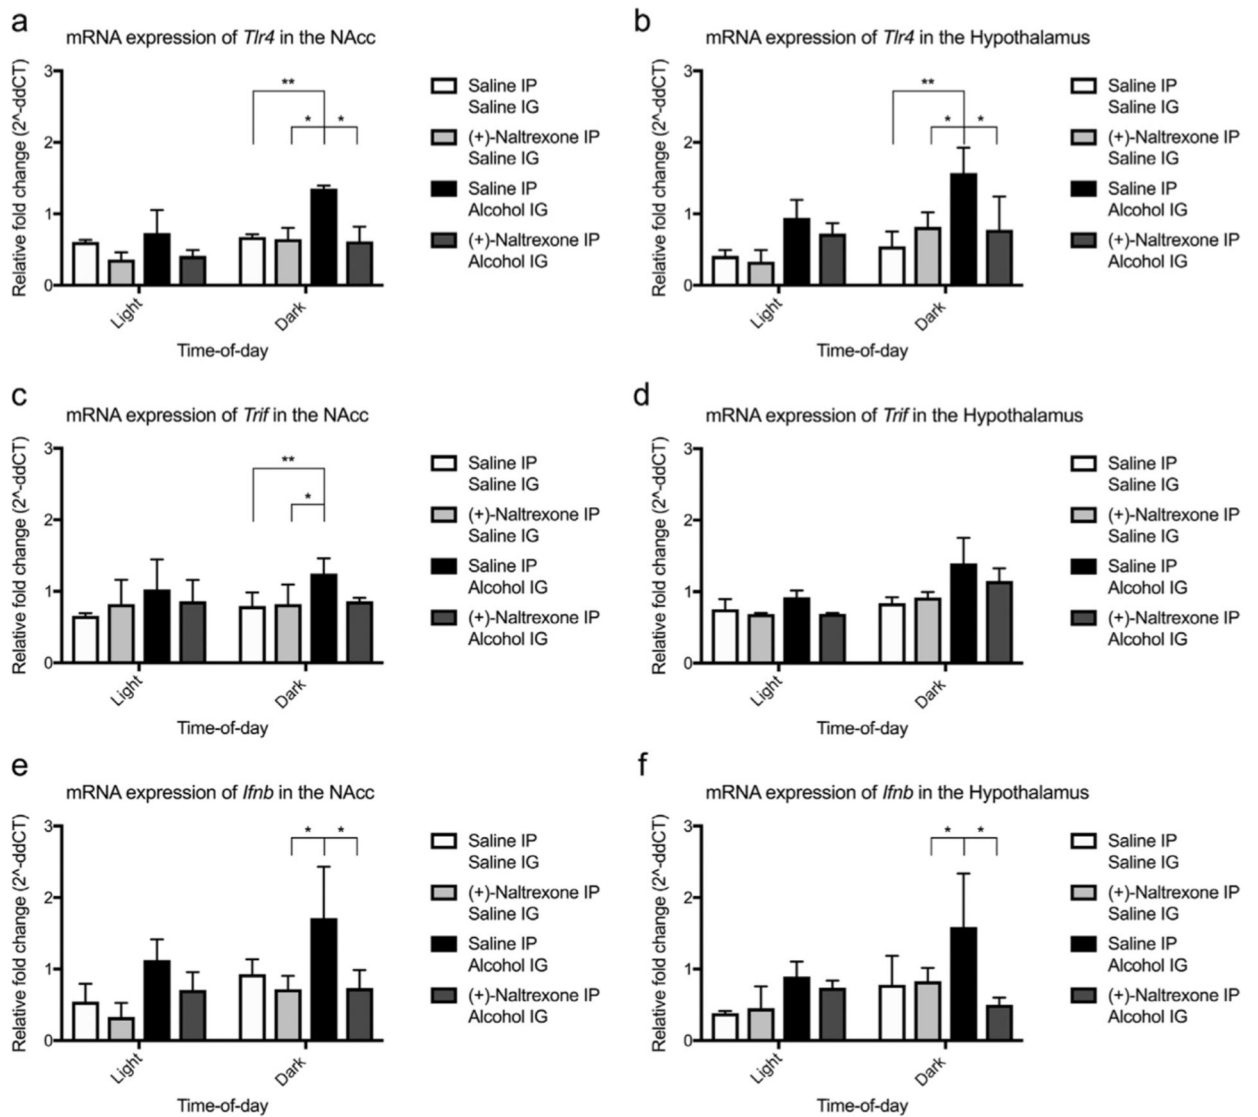 a
mRNA expression of Tlr4 in the NAcc
Relative fold change (2^-ddCT)
3
2
1
0
**
* *
Light
Dark
Time-of-day
Saline IP
Saline IG
(+)-Naltrexone IP
Saline IG
Saline IP
Alcohol IG
(+)-Naltrexone IP
Alcohol IG
b
mRNA expression of Tlr4 in the Hypothalamus
Relative fold change (2^-ddCT)
3
2
1
0
**
* *
Light
Dark
Time-of-day
Saline IP
Saline IG
(+)-Naltrexone IP
Saline IG
Saline IP
Alcohol IG
(+)-Naltrexone IP
Alcohol IG
c
mRNA expression of Trif in the NAcc
Relative fold change (2^-ddCT)
3
2
1
0
**
*
Light
Dark
Time-of-day
Saline IP
Saline IG
(+)-Naltrexone IP
Saline IG
Saline IP
Alcohol IG
(+)-Naltrexone IP
Alcohol IG
d
mRNA expression of Trif in the Hypothalamus
Relative fold change (2^-ddCT)
3
2
1
0
Light
Dark
Time-of-day
Saline IP
Saline IG
(+)-Naltrexone IP
Saline IG
Saline IP
Alcohol IG
(+)-Naltrexone IP
Alcohol IG
e
mRNA expression of Ifnb in the NAcc
Relative fold change (2^-ddCT)
3
2
1
0
* *
Light
Dark
Time-of-day
Saline IP
Saline IG
(+)-Naltrexone IP
Saline IG
Saline IP
Alcohol IG
(+)-Naltrexone IP
Alcohol IG
f
mRNA expression of Ifnb in the Hypothalamus
Relative fold change (2^-ddCT)
3
2
1
0
* *
Light
Dark
Time-of-day
Saline IP
Saline IG
(+)-Naltrexone IP
Saline IG
Saline IP
Alcohol IG
(+)-Naltrexone IP
Alcohol IG